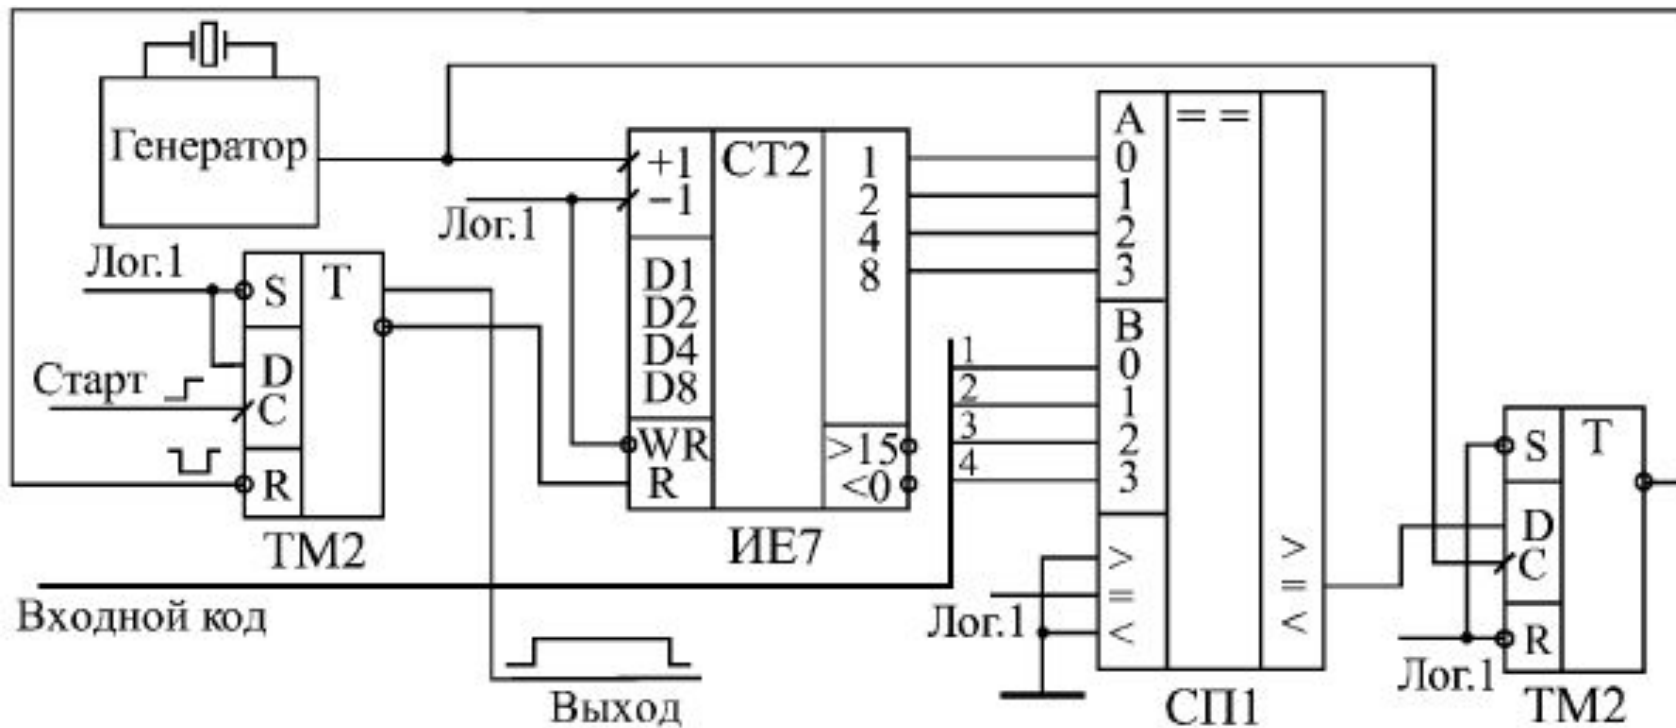 Генератор
Лог.1
S
T
D
C
R
Старт
ТМ2
Входной код
Выход
Лог.1
+1
−1
CT2
1
2
4
8
D1
D2
D4
D8
WR
R
>15
<0
ИЕ7
1
2
3
4
A
0
1
2
3
B
0
1
2
3
>
=
<
Лог.1
= =
>
=
<
СП1
S
T
D
C
R
Лог.1
ТМ2